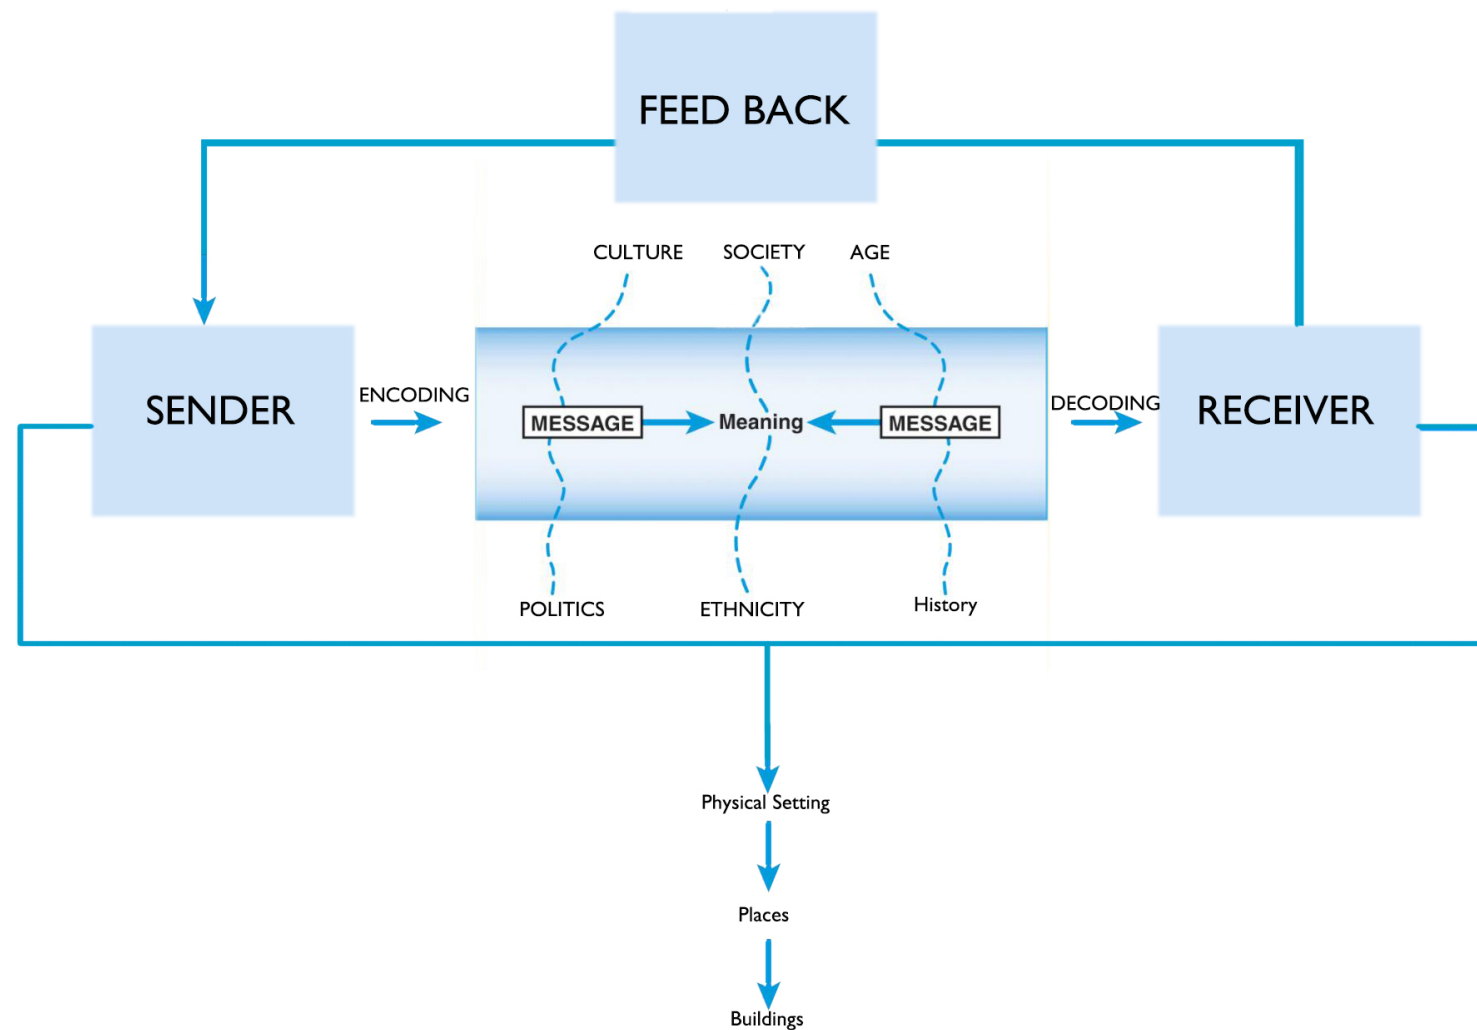 FEED BACK
CULTURE
SOCIETY
AGE
SENDER
ENCODING
MESSAGE
Meaning
MESSAGE
DECODING
RECEIVER
POLITICS
ETHNICITY
History
Physical Setting
Places
Buildings